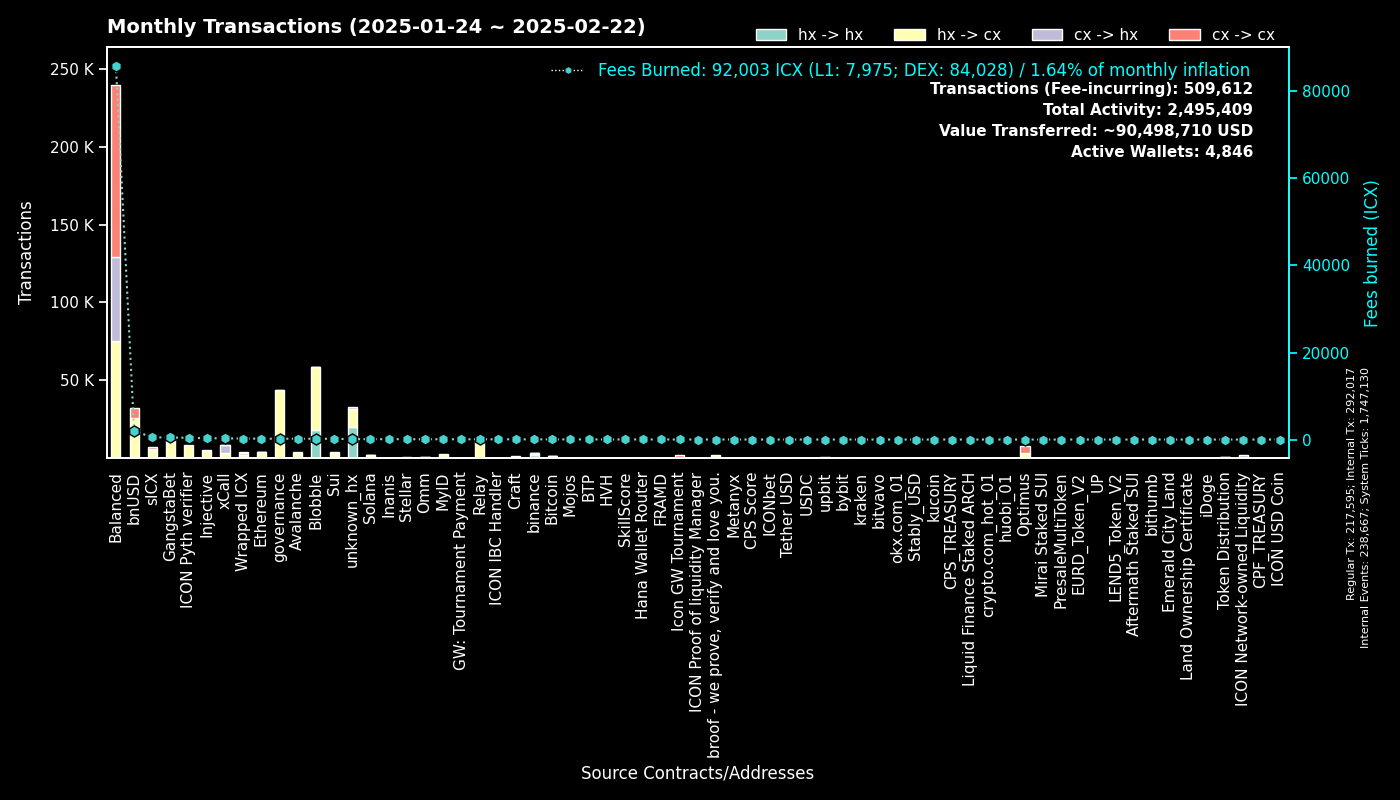 Monthly Transactions (2025-01-24 ~ 2025-02-22)
hx -> hx
hx -> cx
cx -> hx
cx -> cx
Fees Burned: 92,003 ICX (L1: 7,975; DEX: 84,028) / 1.64% of monthly inflation
Transactions (Fee-incurring): 509,612
Total Activity: 2,495,409
Value Transferred: ~90,498,710 USD
Active Wallets: 4,846
Transactions
250 K
200 K
150 K
100 K
50 K
80000
60000
40000
20000
0
Fees burned (ICX)
Regular Tx: 217,595; Internal Tx: 292,017
Internal Events: 238,667; System Ticks: 1,747,130
Balanced
bnUSD
sICX
GangstaBet
ICON Pyth verifier
Injective
xCall
Wrapped ICX
Ethereum
governance
Avalanche
Blobble
Sui
unknown_hx
Solana
Inanis
Stellar
Omm
MyID
GW: Tournament Payment
Relay
ICON IBC Handler
Craft
binance
Bitcoin
Mojos
BTP
HVH
SkillScore
Hana Wallet Router
FRAMD
Icon GW Tournament
ICON Proof of liquidity Manager
broof - we prove, verify and love you.
Metanyx
CPS Score
ICONbet
Tether USD
USDC
upbit
bybit
kraken
bitvavo
okx.com_01
Stably_USD
kucoin
CPS_TREASURY
Liquid Finance Staked ARCH
crypto.com_hot_01
huobi_01
Optimus
Mirai Staked SUI
PresaleMultiToken
EURD_Token_V2
UP
LEND5_Token_V2
Aftermath Staked SUI
bithumb
Emerald City Land
Land Ownership Certificate
iDoge
Token Distribution
ICON Network-owned Liquidity
CPF_TREASURY
ICON USD Coin
Source Contracts/Addresses